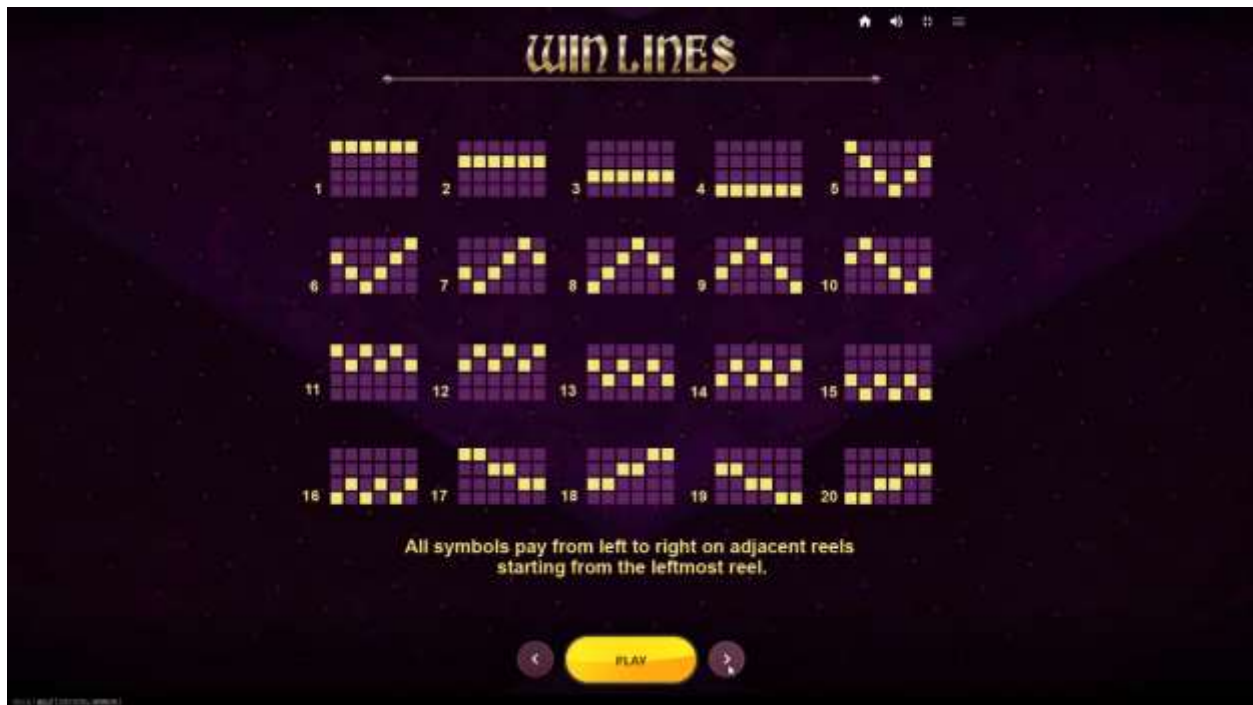 WIN LINES
1 2 3 4 5
6 7 8 9 10
11 12 13 14 15
16 17 18 19 20
All symbols pay from left to right on adjacent reels
starting from the leftmost reel.
PLAY